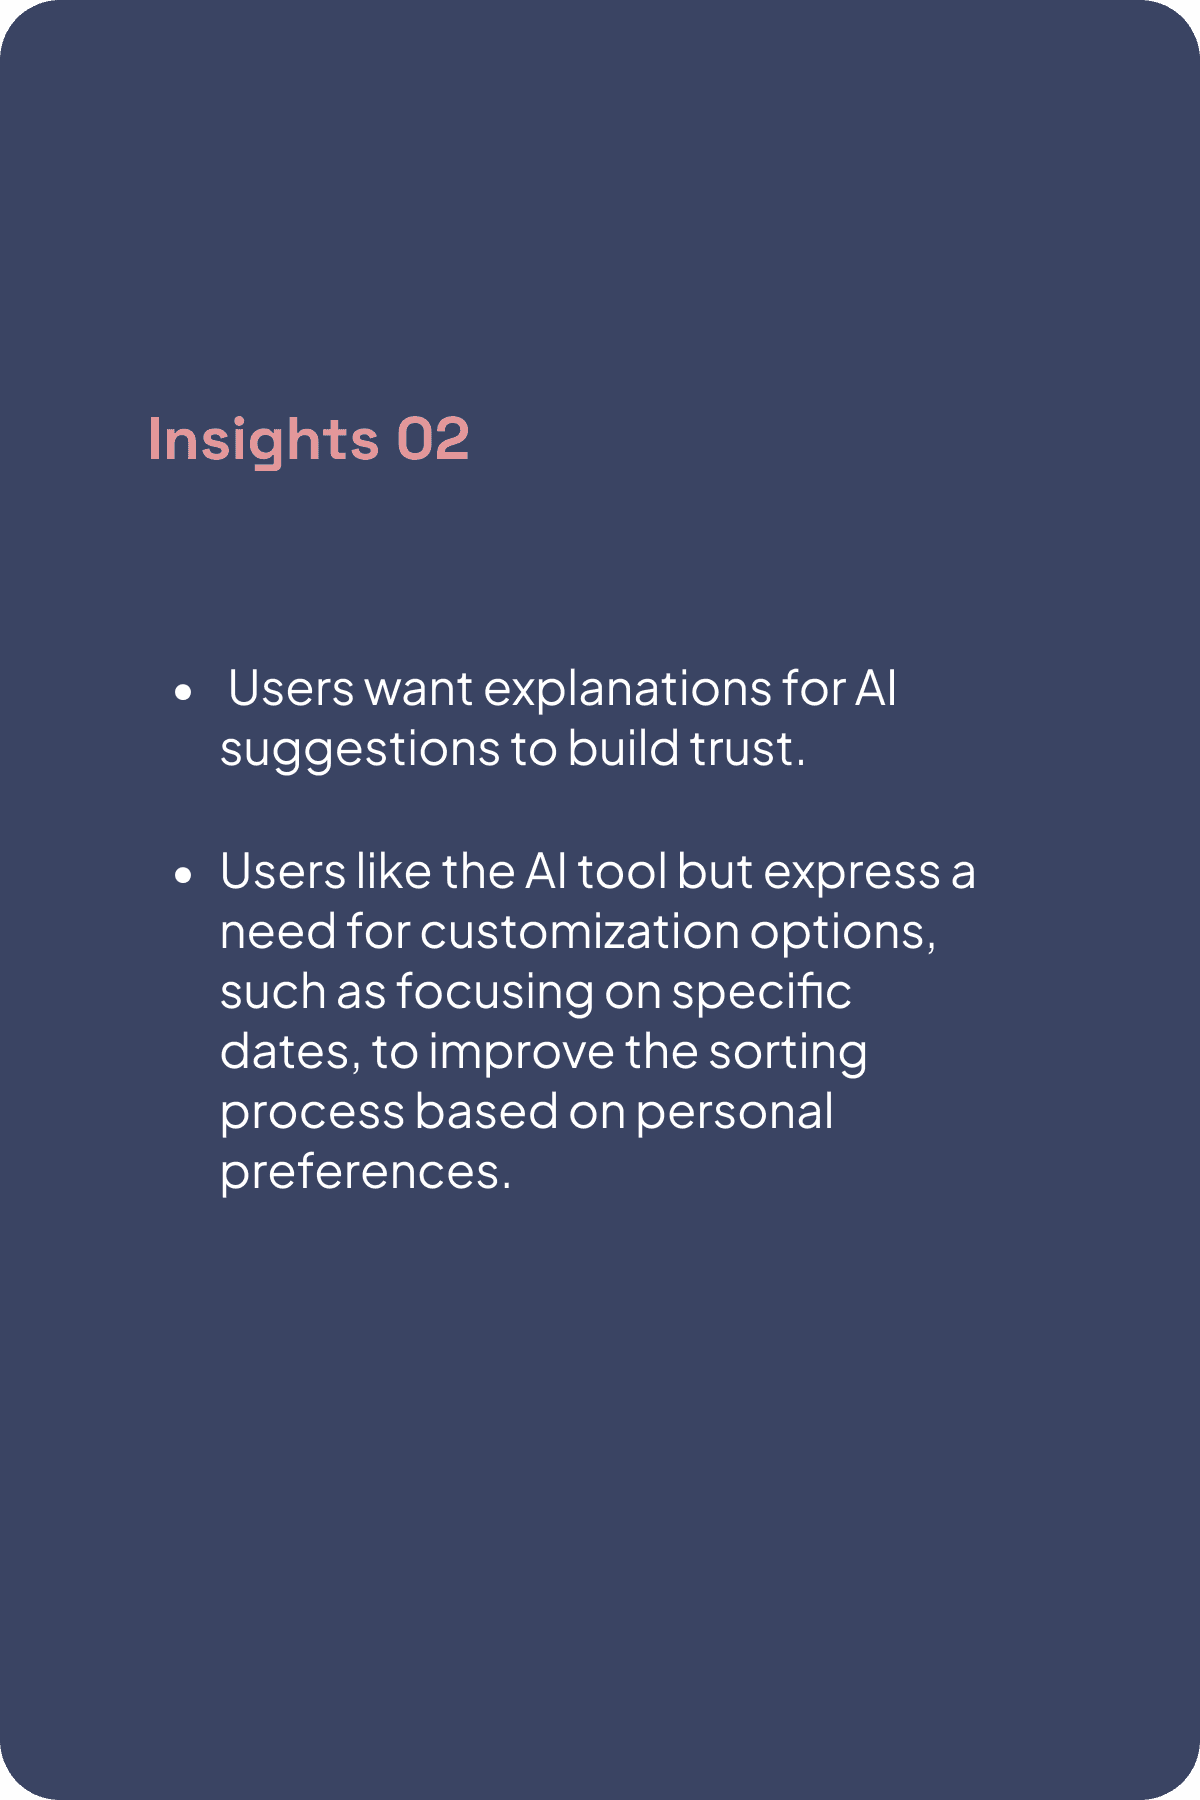 Insights 02
• Users want explanations for AI
suggestions to build trust.
• Users like the AI tool but express a
need for customization options,
such as focusing on specific
dates, to improve the sorting
process based on personal
preferences.